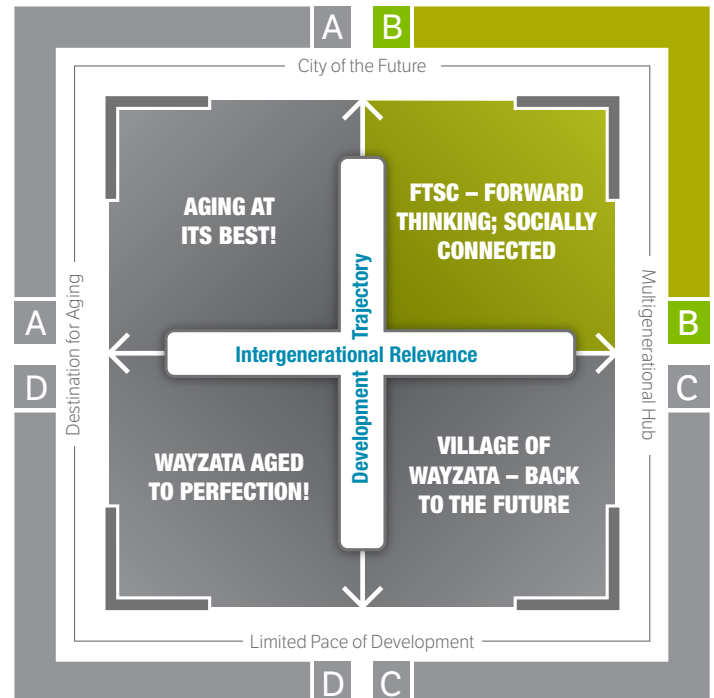 A B
City of the Future
AGING AT
ITS BEST!
FTSC – FORWARD
THINKING; SOCIALLY
CONNECTED
A
Destination for Aging
D
Intergenerational Relevance
Development Trajectory
B
Multigenerational Hub
C
WAYZATA AGED
TO PERFECTION!
VILLAGE OF
WAYZATA – BACK
TO THE FUTURE
Limited Pace of Development
D C